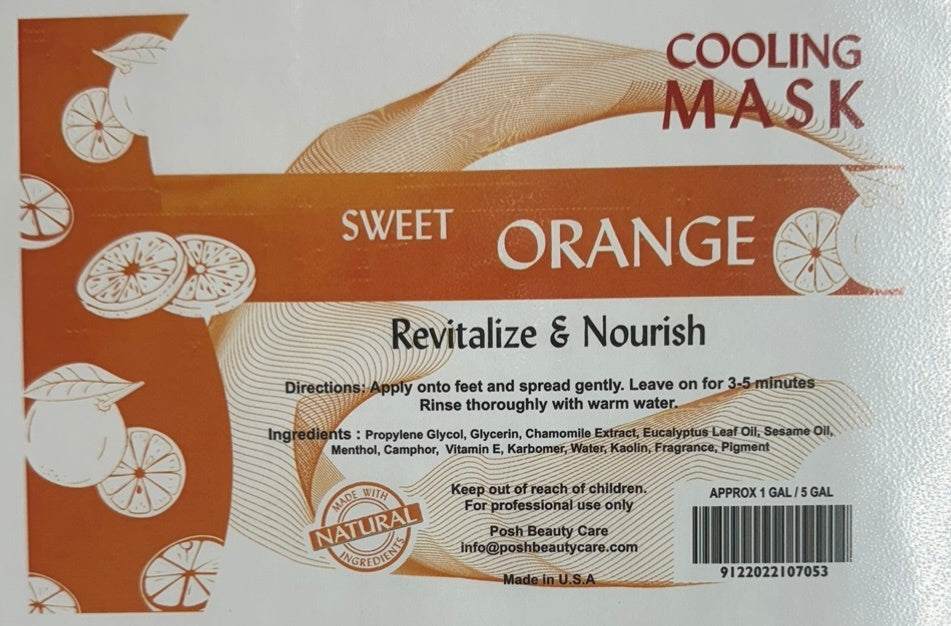 COOLING
MASK
SWEET ORANGE
Revitalize & Nourish
Directions: Apply onto feet and spread gently. Leave on for 3-5 minutes
Rinse thoroughly with warm water.
Ingredients : Propylene Glycol, Glycerin, Chamomile Extract, Eucalyptus Leaf Oil, Sesame Oil,
Menthol, Camphor, Vitamin E, Karbomer, Water, Kaolin, Fragrance, Pigment
MADE WITH
NATURAL
INGREDIENTS
Keep out of reach of children.
For professional use only
Posh Beauty Care
info@poshbeautycare.com
Made in U.S.A
APPROX 1 GAL / 5 GAL
9122022107053